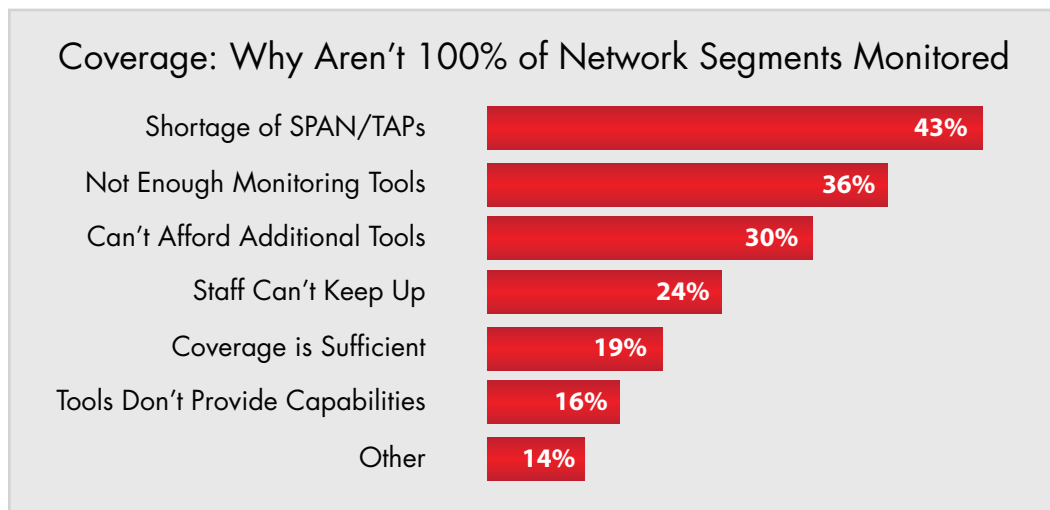 Coverage: Why Aren't 100% of Network Segments Monitored
Shortage of SPAN/TAPs 43%
Not Enough Monitoring Tools 36%
Can't Afford Additional Tools 30%
Staff Can't Keep Up 24%
Coverage is Sufficient 19%
Tools Don't Provide Capabilities 16%
Other 14%